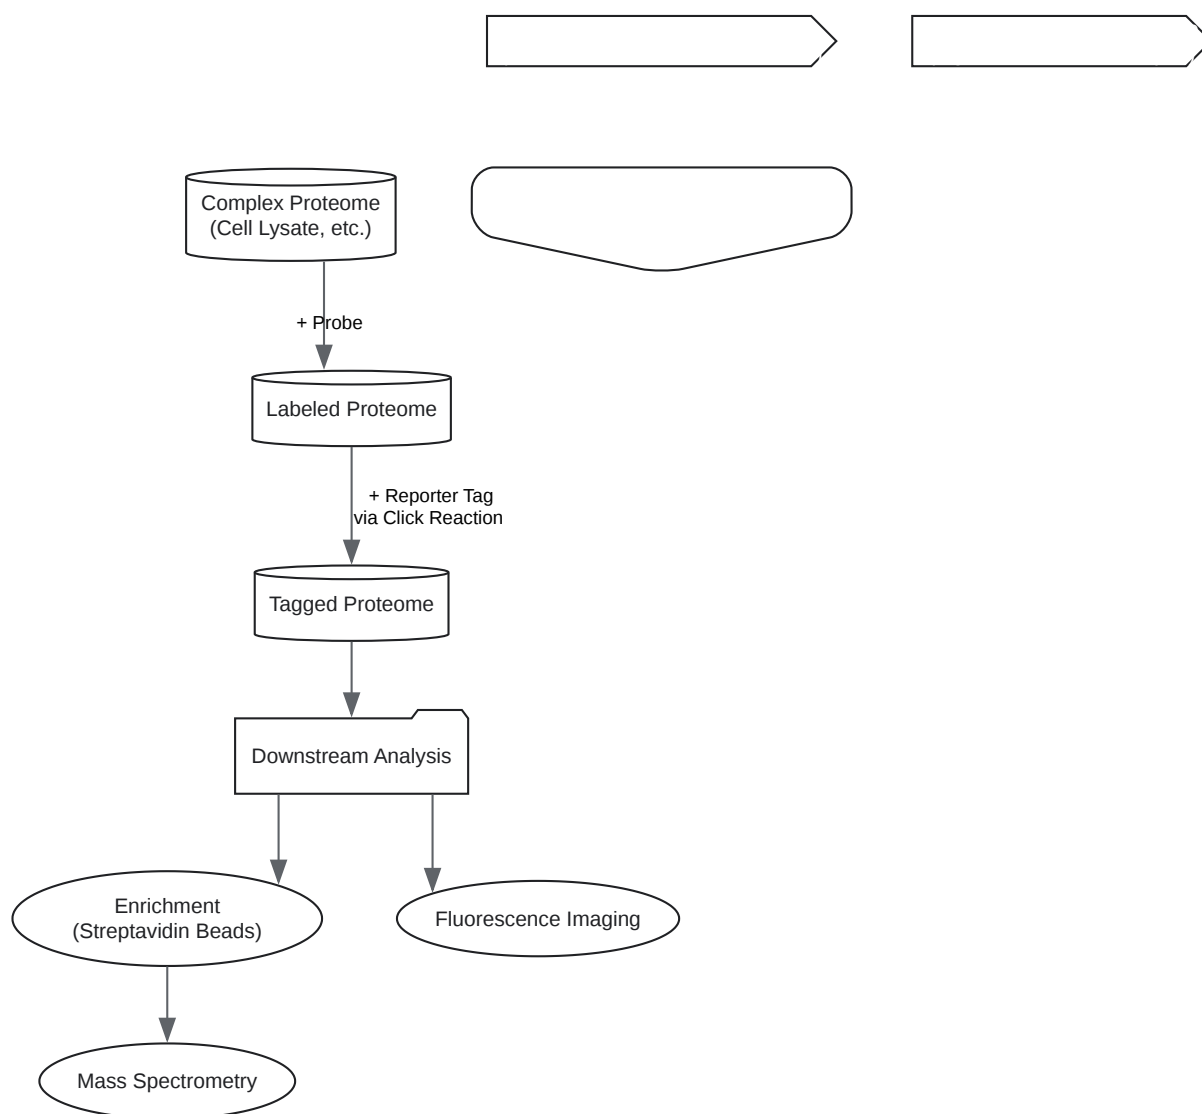 Complex Proteome
(Cell Lysate, etc.)
+ Probe
Labeled Proteome
+ Reporter Tag
via Click Reaction
Tagged Proteome
Downstream Analysis
Enrichment
(Streptavidin Beads)
Fluorescence Imaging
Mass Spectrometry